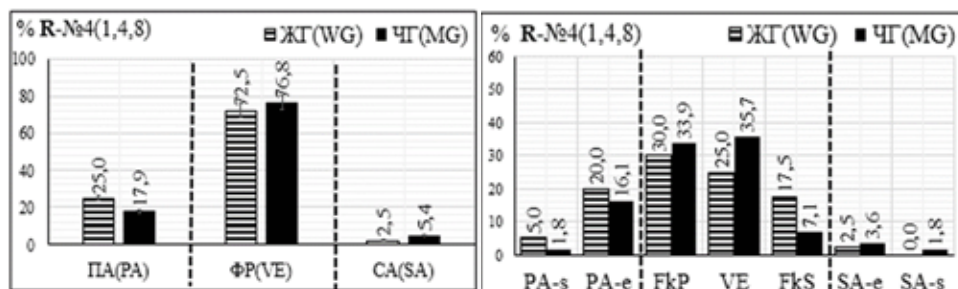 % R-№4(1,4,8)
ЖГ(WG) ЧГ(MG)
100
80
60
40
20
0
25,0 17,9 72,5 76,8 2,5 5,4
ПА(PA) ФР(VE) СА(SA)
% R-№4(1,4,8)
ЖГ(WG) ЧГ(MG)
60
50
40
30
20
10
0
5,0 1,8 20,0 16,1 30,0 33,9 25,0 35,7 17,5 7,1 2,5 3,6 0,0 1,8
PA-s PA-e FkP VE FkS SA-e SA-s